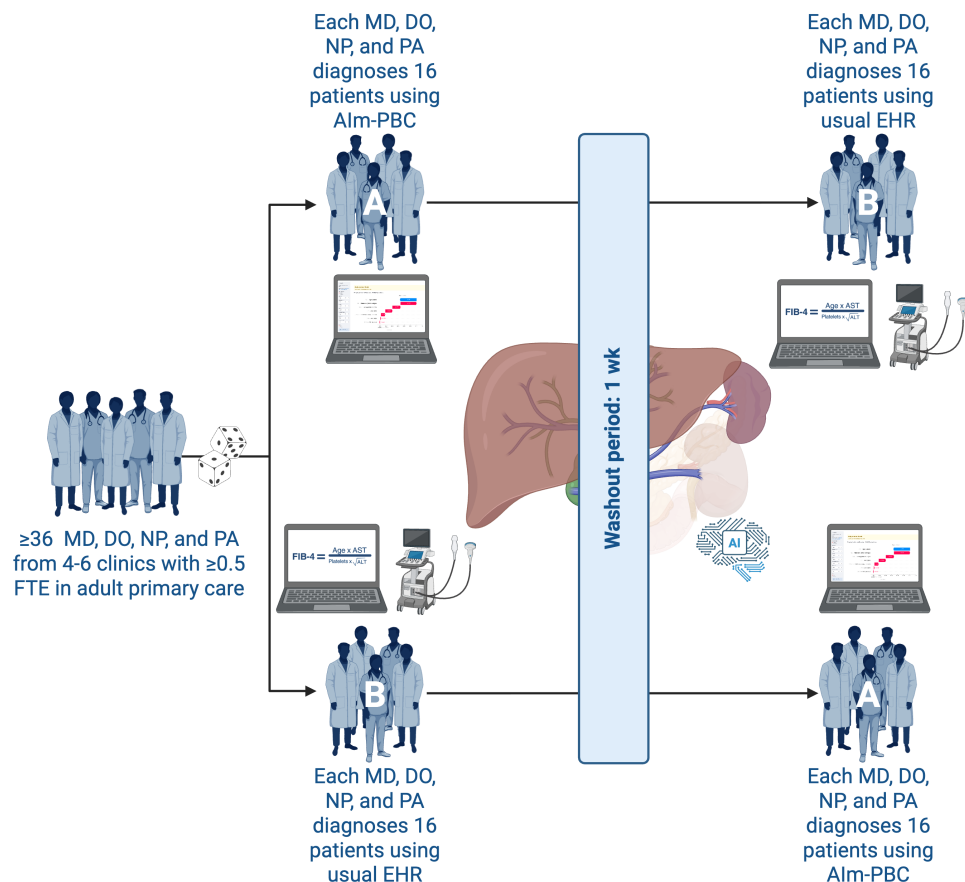 Each MD, DO,
NP, and PA
diagnoses 16
patients using
AIm-PBC
Each MD, DO,
NP, and PA
diagnoses 16
patients using
usual EHR
A
B
FIB-4 = Age x AST
Platelets x √ALT
Washout period: 1 wk
≥36 MD, DO, NP, and PA
from 4-6 clinics with ≥0.5
FTE in adult primary care
FIB-4 = Age x AST
Platelets x √ALT
AI
B
A
Each MD, DO,
NP, and PA
diagnoses 16
patients using
usual EHR
Each MD, DO,
NP, and PA
diagnoses 16
patients using
AIm-PBC